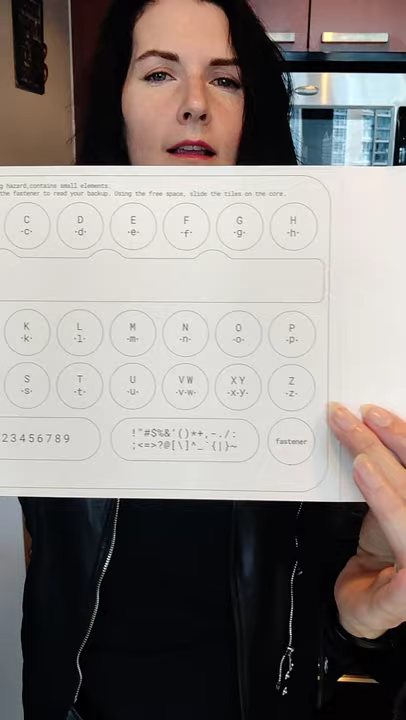 g hazard,contains small elements.
the fastener to read your backup. Using the free space, slide the tiles on the core.
C D E F G H
-c- -d- -e- -f- -g- -h-
K L M N O P
-k- -l- -m- -n- -o- -p-
S T U VW XY Z
-s- -t- -u- -v-w- -x-y- -z-
23456789
!"#$%&'()*+,-./:
;<=>?@[\]^_`{|}~
fastener